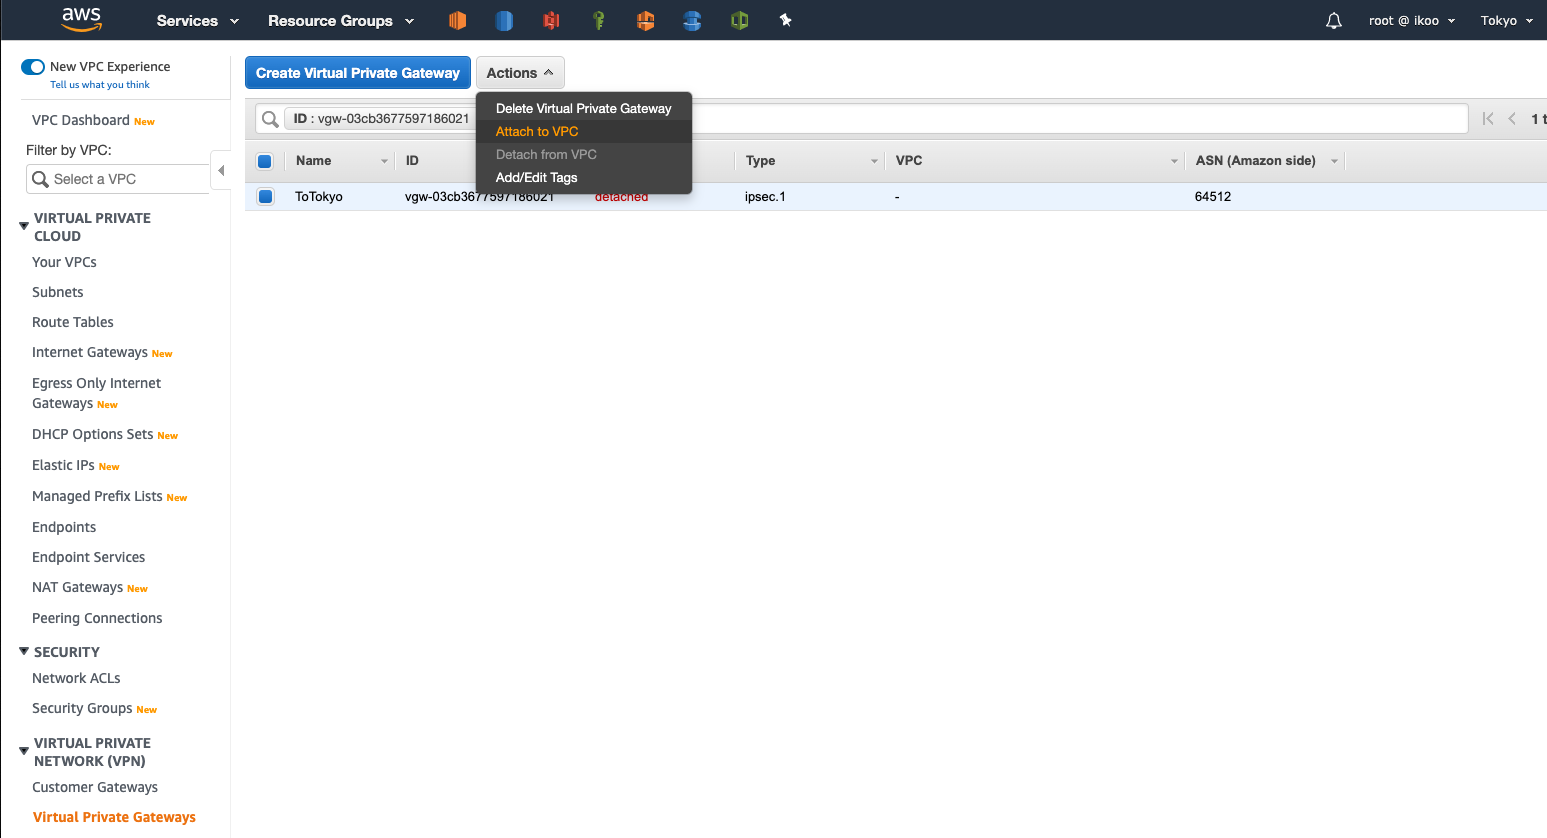 aws
Services
Resource Groups
root @ ikoo
Tokyo
New VPC Experience
Tell us what you think
VPC Dashboard New
Filter by VPC:
Select a VPC
VIRTUAL PRIVATE
CLOUD
Your VPCs
Subnets
Route Tables
Internet Gateways New
Egress Only Internet
Gateways New
DHCP Options Sets New
Elastic IPs New
Managed Prefix Lists New
Endpoints
Endpoint Services
NAT Gateways New
Peering Connections
SECURITY
Network ACLs
Security Groups New
VIRTUAL PRIVATE
NETWORK (VPN)
Customer Gateways
Virtual Private Gateways
Create Virtual Private Gateway
Actions
Delete Virtual Private Gateway
Attach to VPC
Detach from VPC
Add/Edit Tags
ID : vgw-03cb3677597186021
1 t
Name ID Type VPC ASN (Amazon side)
ToTokyo vgw-03cb3677597186021 detached ipsec.1 - 64512